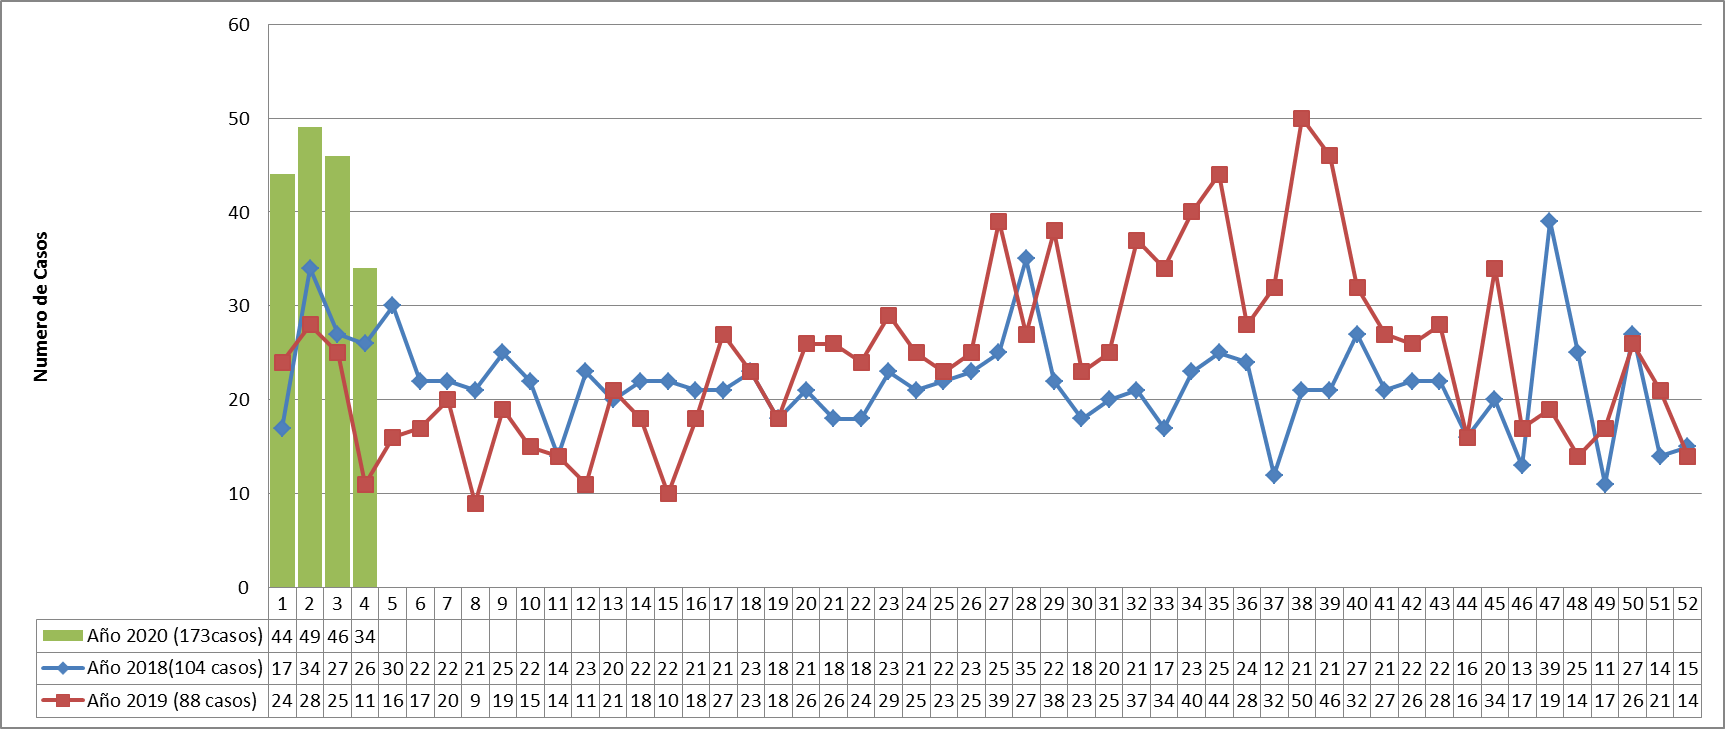 60
50
40
30
20
10
0
Numero de Casos
1 2 3 4 5 6 7 8 9 10 11 12 13 14 15 16 17 18 19 20 21 22 23 24 25 26 27 28 29 30 31 32 33 34 35 36 37 38 39 40 41 42 43 44 45 46 47 48 49 50 51 52
Año 2020 (173casos) 44 49 46 34
Año 2018(104 casos) 17 34 27 26 30 22 22 21 25 22 14 23 20 22 22 21 21 23 18 21 18 18 23 21 22 23 25 35 22 18 20 21 17 23 25 24 12 21 21 27 21 22 22 16 20 13 39 25 11 27 14 15
Año 2019 (88 casos) 24 28 25 11 16 17 20 9 19 15 14 11 21 18 10 18 27 23 18 26 26 24 29 25 23 25 39 27 38 23 25 37 34 40 44 28 32 50 46 32 27 26 28 16 34 17 19 14 17 26 21 14